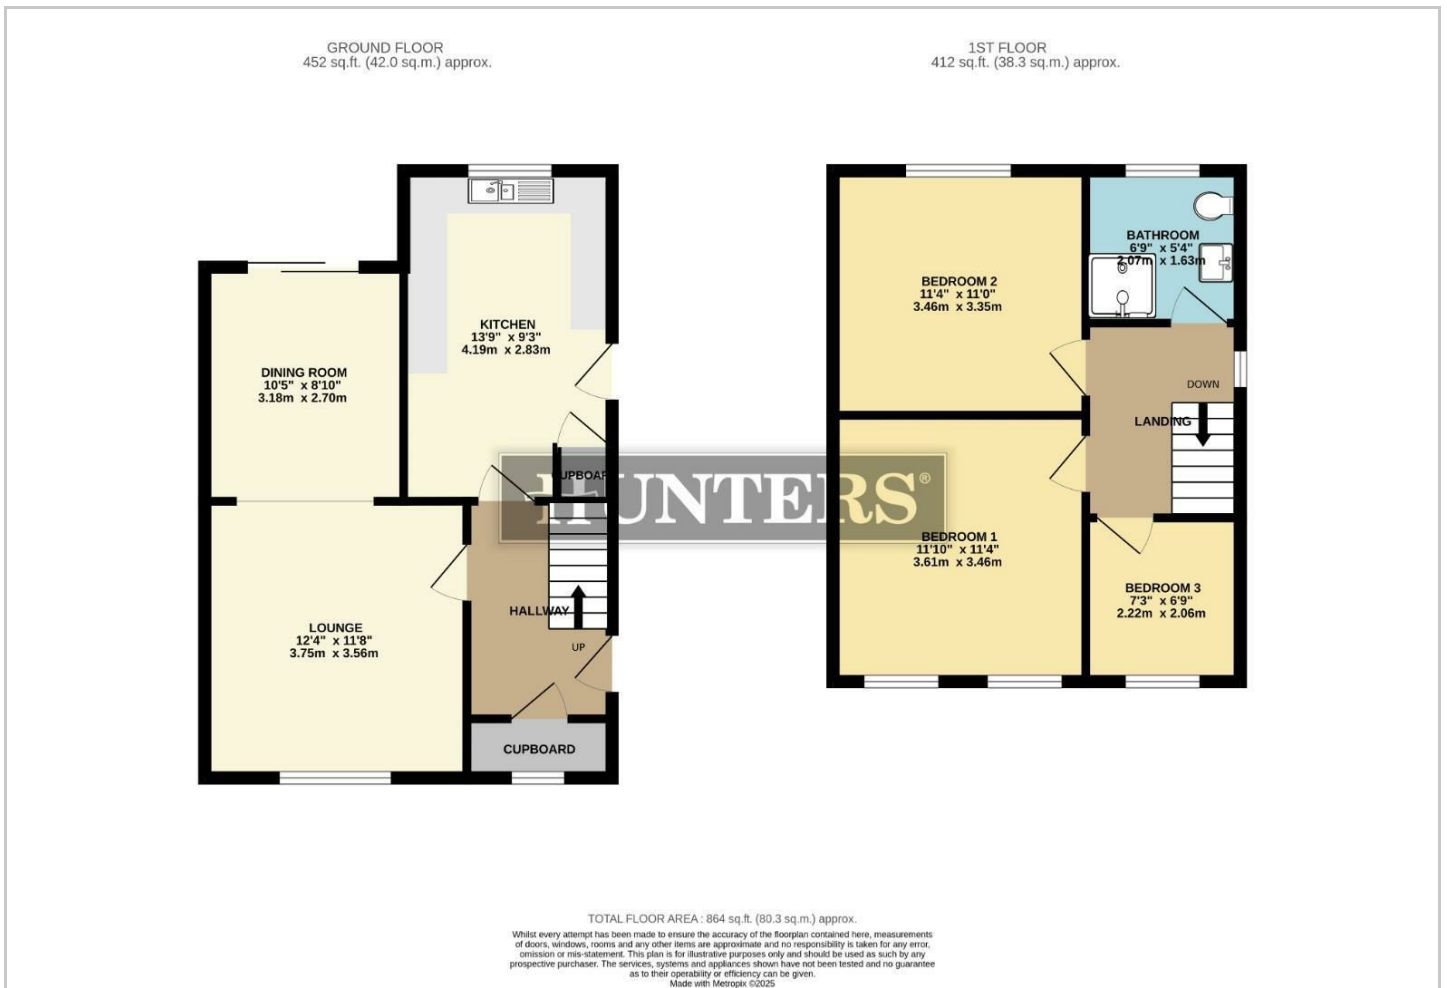 GROUND FLOOR
452 sq.ft. (42.0 sq.m.) approx.
KITCHEN
13'9" x 9'3"
4.19m x 2.83m
DINING ROOM
10'5" x 8'10"
3.18m x 2.70m
CUPBOAR
HALLWAY
UP
LOUNGE
12'4" x 11'8"
3.75m x 3.56m
CUPBOARD
HUNTERS®
1ST FLOOR
412 sq.ft. (38.3 sq.m.) approx.
BATHROOM
6'9" x 5'4"
2.07m x 1.63m
BEDROOM 2
11'4" x 11'0"
3.46m x 3.35m
DOWN
LANDING
BEDROOM 1
11'10" x 11'4"
3.61m x 3.46m
BEDROOM 3
7'3" x 6'9"
2.22m x 2.06m
TOTAL FLOOR AREA : 864 sq.ft. (80.3 sq.m.) approx.
Whilst every attempt has been made to ensure the accuracy of the floorplan contained here, measurements
of doors, windows, rooms and any other items are approximate and no responsibility is taken for any error,
omission or mis-statement. This plan is for illustrative purposes only and should be used as such by any
prospective purchaser. The services, systems and appliances shown have not been tested and no guarantee
as to their operability or efficiency can be given.
Made with Metropix ©2025